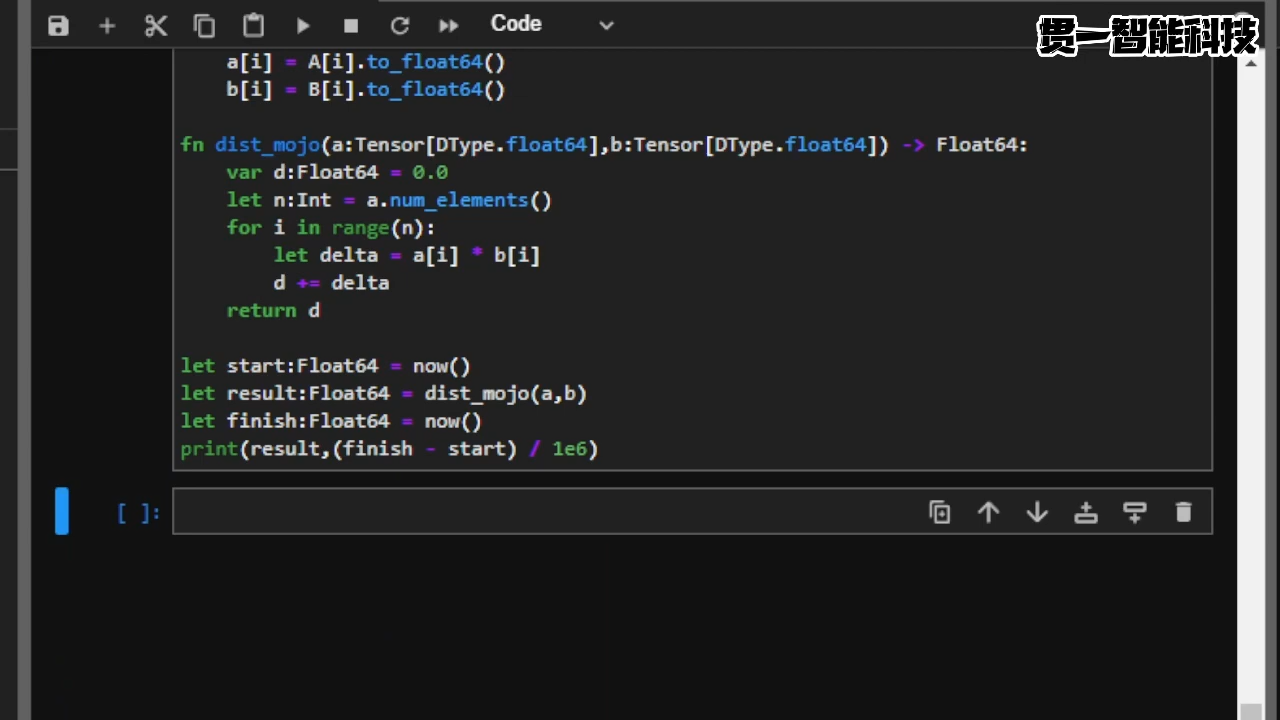 Code
贯一智能科技
a[i] = A[i].to_float64()
b[i] = B[i].to_float64()
fn dist_mojo(a:Tensor[DType.float64],b:Tensor[DType.float64]) -> Float64:
var d:Float64 = 0.0
let n:Int = a.num_elements()
for i in range(n):
let delta = a[i] * b[i]
d += delta
return d
let start:Float64 = now()
let result:Float64 = dist_mojo(a,b)
let finish:Float64 = now()
print(result,(finish - start) / 1e6)
[ ]: